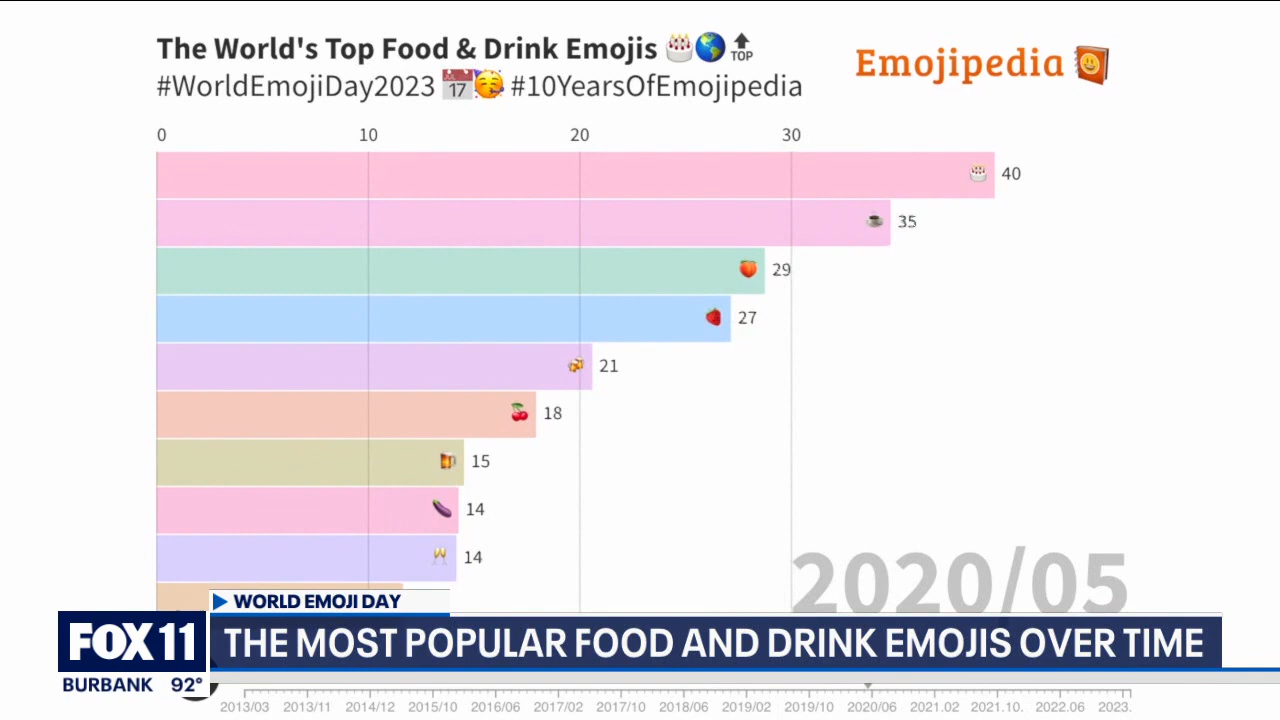 The World's Top Food & Drink Emojis 🎂🌎🔝
#WorldEmojiDay2023 📅🥳 #10YearsOfEmojipedia
Emojipedia
0 10 20 30
40
35
29
27
21
18
15
14
14
2020/05
WORLD EMOJI DAY
FOX 11
THE MOST POPULAR FOOD AND DRINK EMOJIS OVER TIME
BURBANK 92°
2013/03 2013/11 2014/12 2015/10 2016/06 2017/02 2017/10 2018/06 2019/02 2019/10 2020/06 2021.02 2021.10. 2022.06 2023.